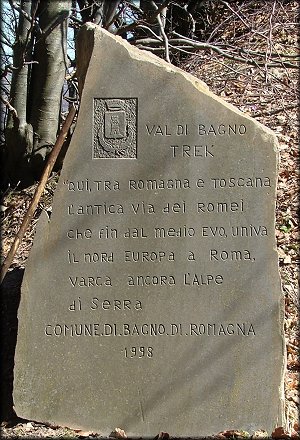 VAL DI BAGNO
TREK
"QUI, TRA ROMAGNA E TOSCANA
L'ANTICA VIA DEI ROMEI
CHE FIN DAL MEDIO EVO, UNIVA
IL NORD EUROPA A ROMA,
VARCA ANCORA L'ALPE
DI SERRA
COMUNE.DI.BAGNO.DI.ROMAGNA
1998